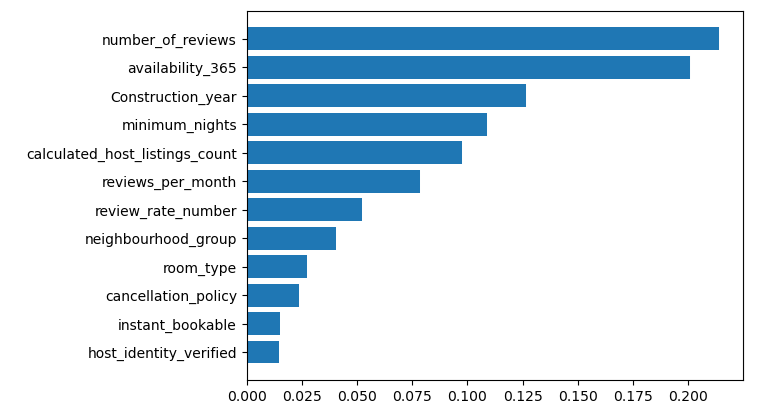 number_of_reviews
availability_365
Construction_year
minimum_nights
calculated_host_listings_count
reviews_per_month
review_rate_number
neighbourhood_group
room_type
cancellation_policy
instant_bookable
host_identity_verified
0.000 0.025 0.050 0.075 0.100 0.125 0.150 0.175 0.200